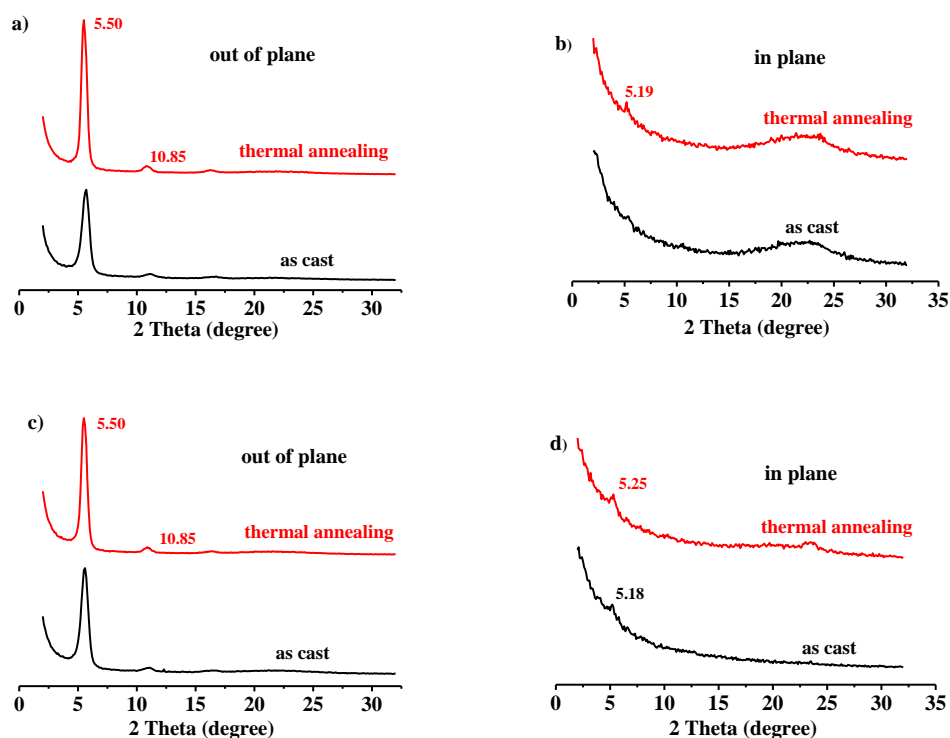 a)
5.50
out of plane
10.85
thermal annealing
as cast
0 5 10 15 20 25 30
2 Theta (degree)
b)
in plane
5.19
thermal annealing
as cast
0 5 10 15 20 25 30 35
2 Theta (degree)
c)
5.50
out of plane
10.85
thermal annealing
as cast
0 5 10 15 20 25 30
2 Theta (degree)
d)
in plane
5.25
thermal annealing
5.18
as cast
0 5 10 15 20 25 30 35
2 Theta (degree)